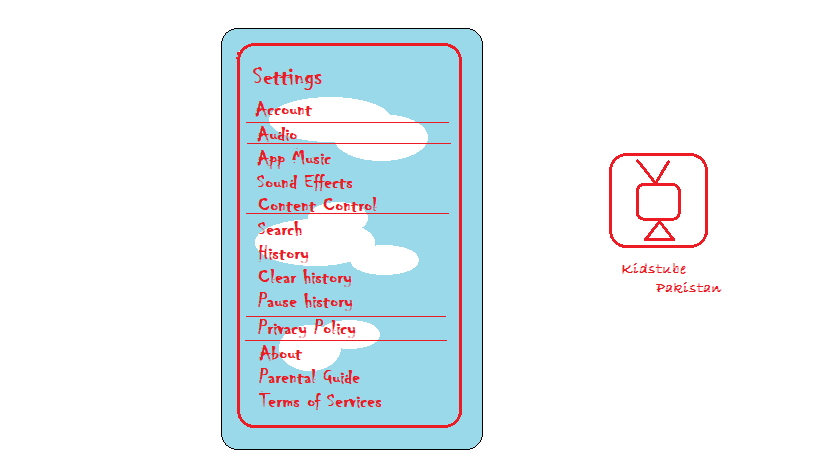 Settings
Account
Audio
App Music
Sound Effects
Content Control
Search
History
Clear history
Pause history
Privacy Policy
About
Parental Guide
Terms of Services
Kidstube
Pakistan